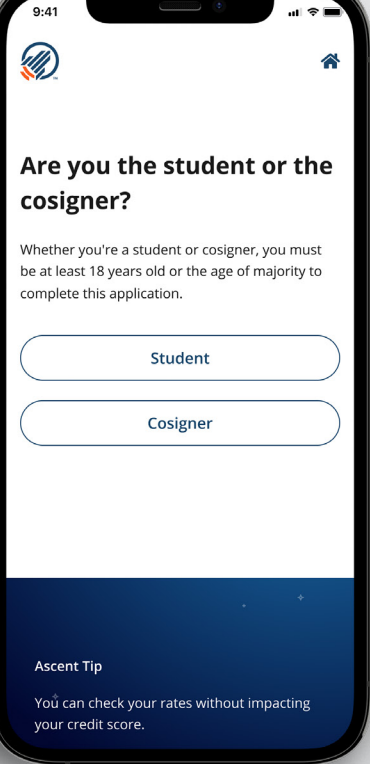 9:41
Are you the student or the
cosigner?
Whether you're a student or cosigner, you must
be at least 18 years old or the age of majority to
complete this application.
Student
Cosigner
Ascent Tip
You can check your rates without impacting
your credit score.